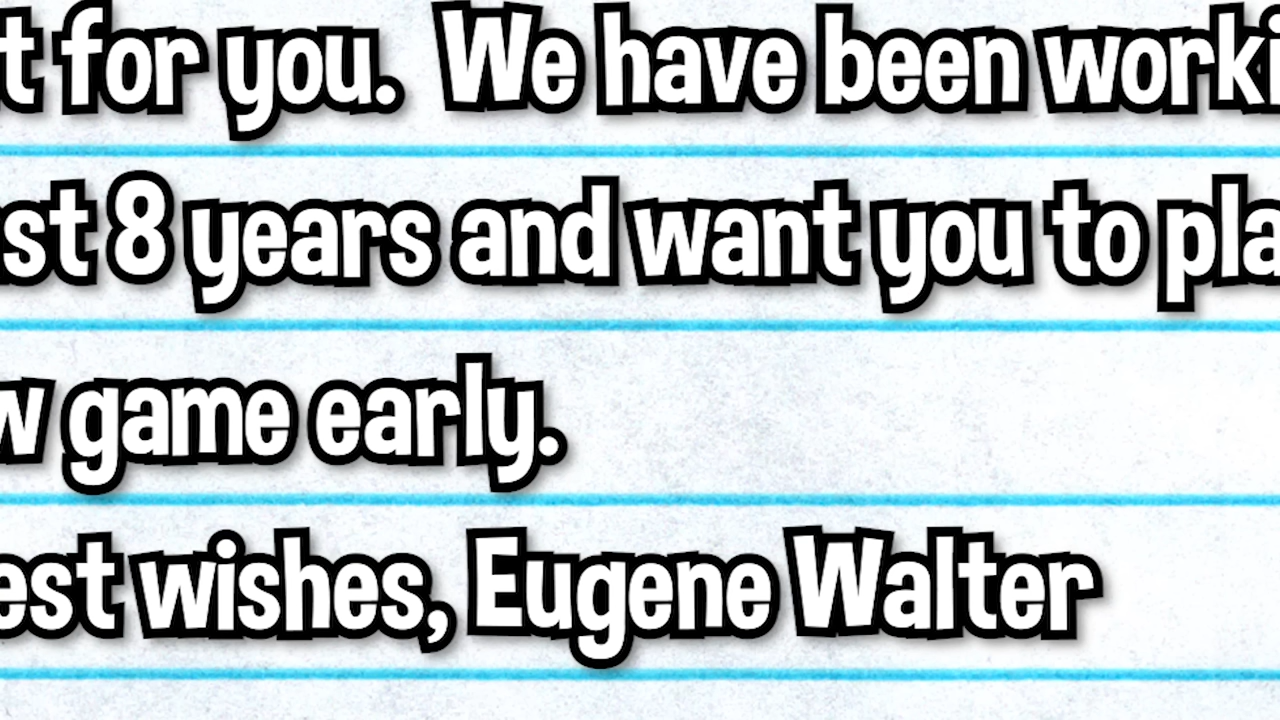 t for you. We have been worki
st 8 years and want you to pla
w game early.
est wishes, Eugene Walter